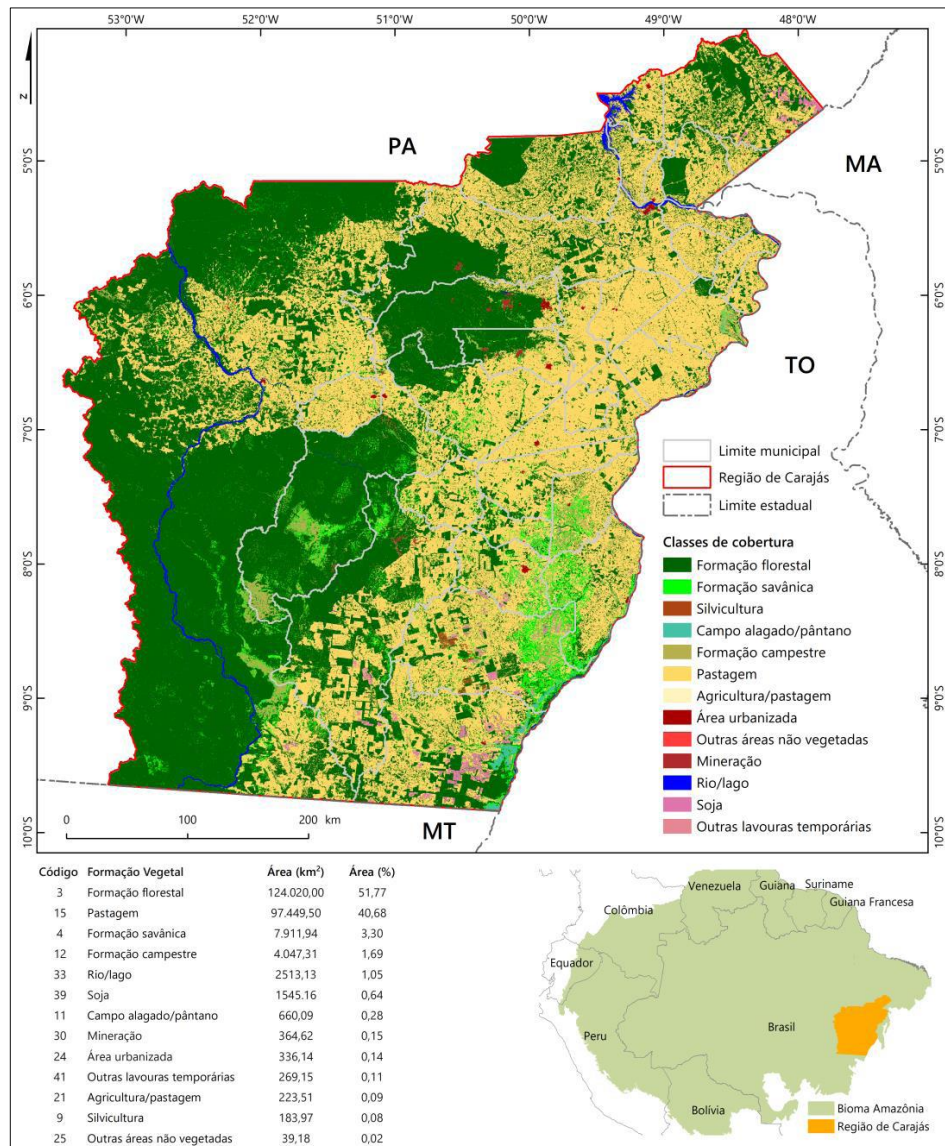 53°0'W 52°0'W 51°0'W 50°0'W 49°0'W 48°0'W
z
PA
MA
TO
MT
5°0'S 5°0'S
6°0'S 6°0'S
7°0'S 7°0'S
8°0'S 8°0'S
9°0'S 9°0'S
10°0'S 10°0'S
Limite municipal
Região de Carajás
Limite estadual
Classes de cobertura
Formação florestal
Formação savânica
Silvicultura
Campo alagado/pântano
Formação campestre
Pastagem
Agricultura/pastagem
Área urbanizada
Outras áreas não vegetadas
Mineração
Rio/lago
Soja
Outras lavouras temporárias
0 100 200 km
Código Formação Vegetal Área (km²) Área (%)
3 Formação florestal 124.020,00 51,77
15 Pastagem 97.449,50 40,68
4 Formação savânica 7.911,94 3,30
12 Formação campestre 4.047,31 1,69
33 Rio/lago 2513,13 1,05
39 Soja 1545.16 0,64
11 Campo alagado/pântano 660,09 0,28
30 Mineração 364,62 0,15
24 Área urbanizada 336,14 0,14
41 Outras lavouras temporárias 269,15 0,11
21 Agricultura/pastagem 223,51 0,09
9 Silvicultura 183,97 0,08
25 Outras áreas não vegetadas 39,18 0,02
Venezuela
Guiana
Suriname
Guiana Francesa
Colômbia
Equador
Peru
Brasil
Bolívia
Bioma Amazônia
Região de Carajás